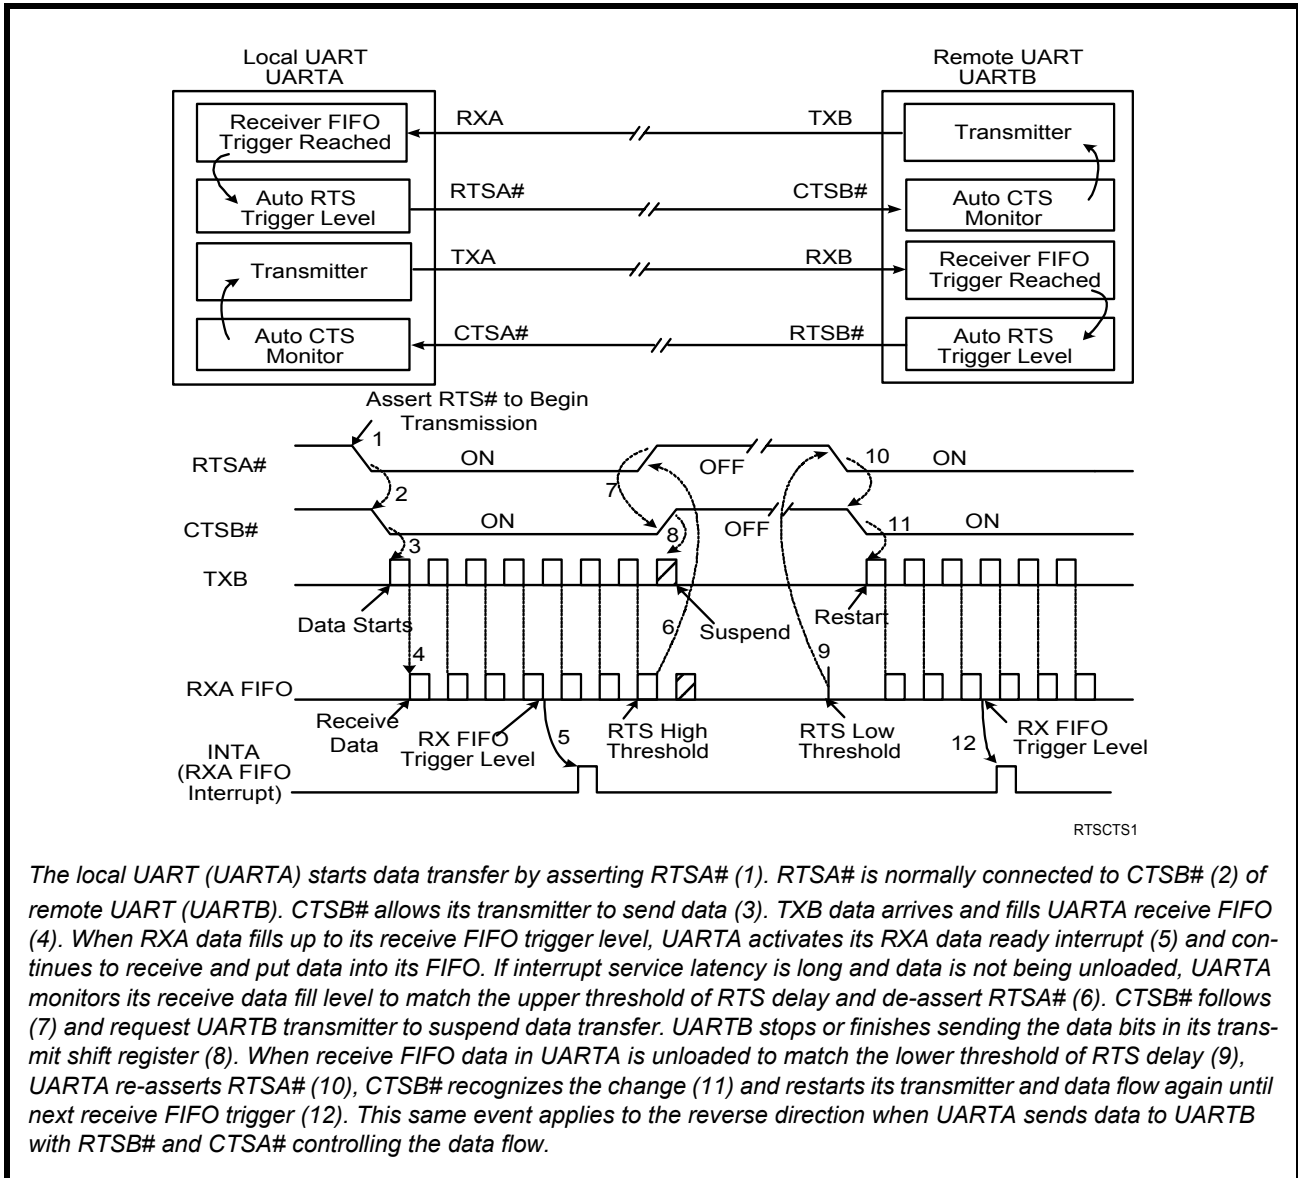 Local UART
UARTA
Remote UART
UARTB
Receiver FIFO
Trigger Reached
RXA
TXB
Transmitter
Auto RTS
Trigger Level
RTSA#
CTSB#
Auto CTS
Monitor
Transmitter
TXA
RXB
Receiver FIFO
Trigger Reached
Auto CTS
Monitor
CTSA#
RTSB#
Auto RTS
Trigger Level
Assert RTS# to Begin
Transmission
1
RTSA#
ON
OFF
10
ON
2
7
CTSB#
ON
OFF
11
ON
3
8
TXB
Data Starts
6
Suspend
Restart
4
9
RXA FIFO
Receive
Data
RX FIFO
Trigger Level
5
RTS High
Threshold
RTS Low
Threshold
12
RX FIFO
Trigger Level
INTA
(RXA FIFO
Interrupt)
RTSCTS1
The local UART (UARTA) starts data transfer by asserting RTSA# (1). RTSA# is normally connected to CTSB# (2) of
remote UART (UARTB). CTSB# allows its transmitter to send data (3). TXB data arrives and fills UARTA receive FIFO
(4). When RXA data fills up to its receive FIFO trigger level, UARTA activates its RXA data ready interrupt (5) and con-
tinues to receive and put data into its FIFO. If interrupt service latency is long and data is not being unloaded, UARTA
monitors its receive data fill level to match the upper threshold of RTS delay and de-assert RTSA# (6). CTSB# follows
(7) and request UARTB transmitter to suspend data transfer. UARTB stops or finishes sending the data bits in its trans-
mit shift register (8). When receive FIFO data in UARTA is unloaded to match the lower threshold of RTS delay (9),
UARTA re-asserts RTSA# (10), CTSB# recognizes the change (11) and restarts its transmitter and data flow again until
next receive FIFO trigger (12). This same event applies to the reverse direction when UARTA sends data to UARTB
with RTSB# and CTSA# controlling the data flow.